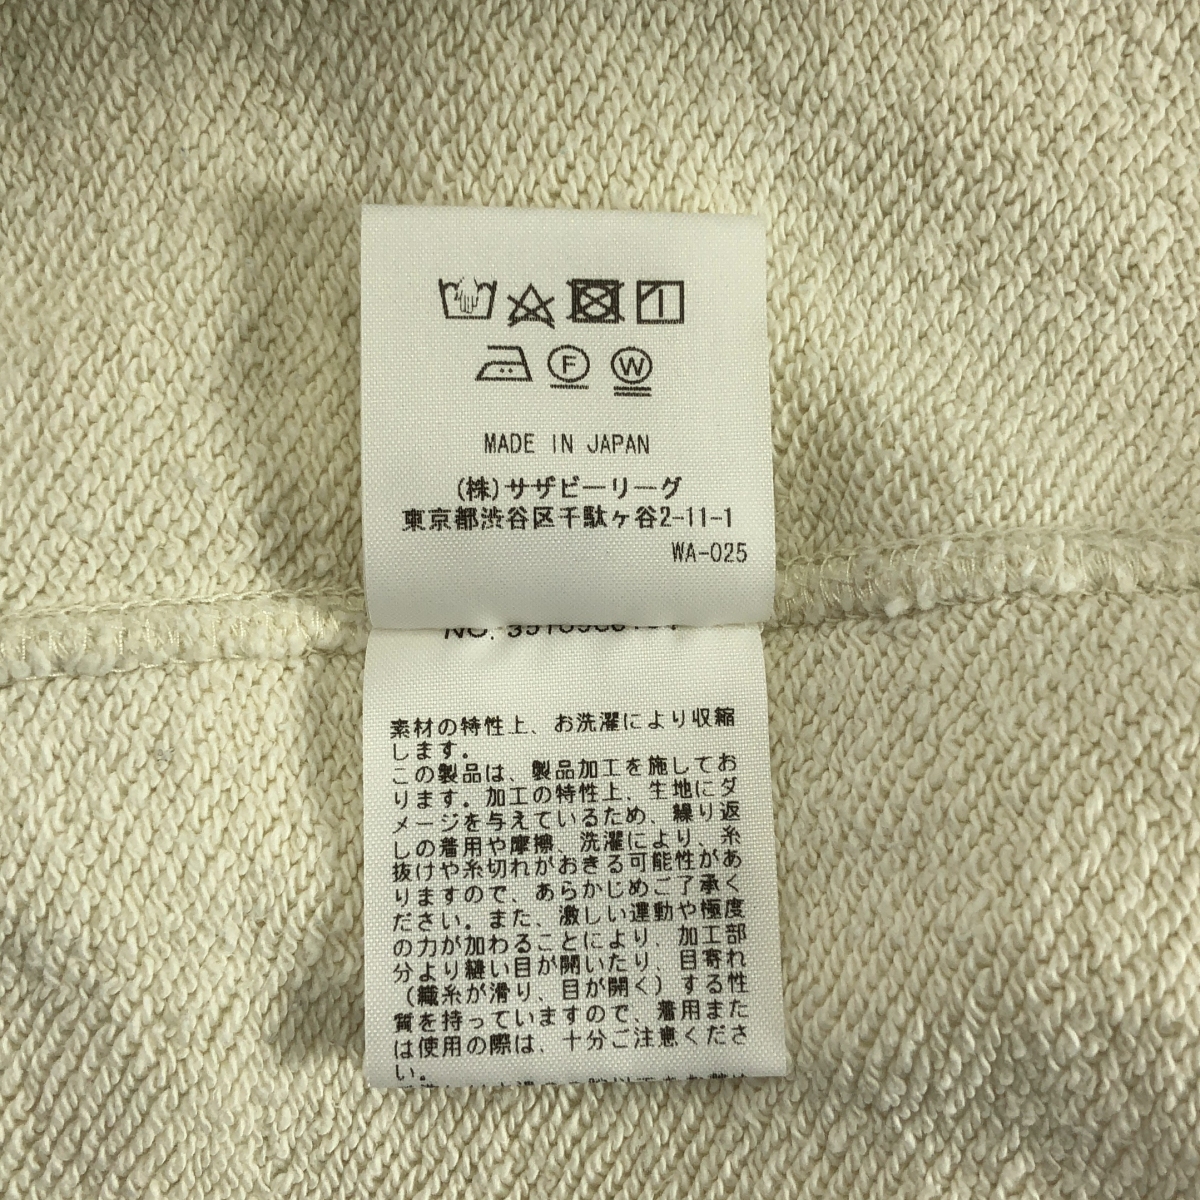 F W
MADE IN JAPAN
(株)サザビーリーグ
東京都渋谷区千駄ヶ谷2-11-1
WA-025
NO.
素材の特性上、お洗濯により収縮
します。
この製品は、製品加工を施してお
ります。加工の特性上、生地にダ
メージを与えているため、繰り返
しの着用や摩擦、洗濯により、糸
抜けや糸切れがおきる可能性があ
りますので、あらかじめご了承く
ださい。また、激しい運動や極度
の力が加わることにより、加工部
分より縫い目が開いたり、目寄れ
(織糸が滑り、目が開く)する性
質を持っていますので、着用また
は使用の際は、十分ご注意くださ
い。